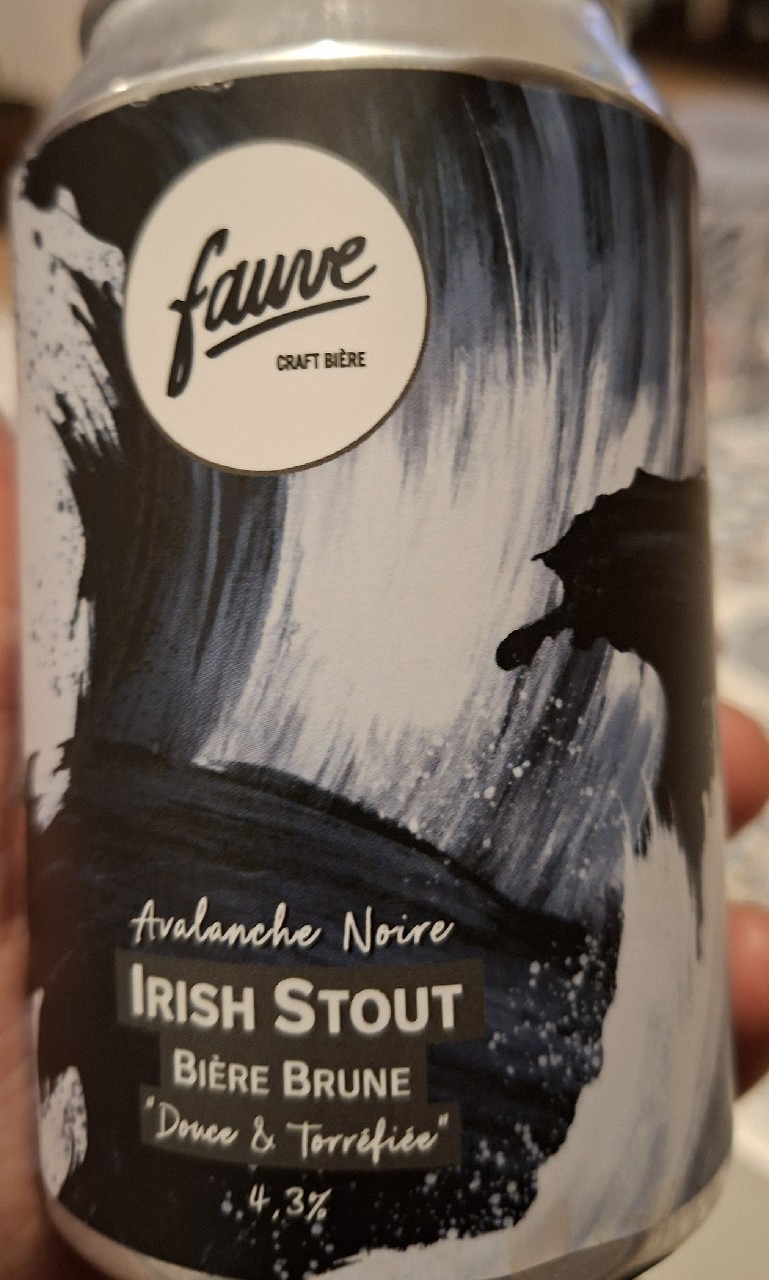 fauve
CRAFT BIÈRE
Avalanche Noire
IRISH STOUT
BIÈRE BRUNE
"Douce & Torréfiée"
4,3%